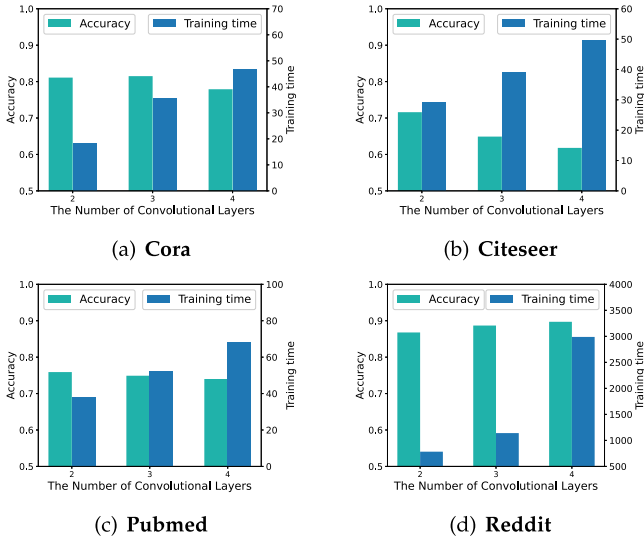 Accuracy Training time
1.0
0.9
0.8
0.7
0.6
0.5
Accuracy
70
60
50
40
30
20
10
0
Training time
2 3 4
The Number of Convolutional Layers
(a) Cora
Accuracy Training time
1.0
0.9
0.8
0.7
0.6
0.5
Accuracy
60
50
40
30
20
10
0
Training time
2 3 4
The Number of Convolutional Layers
(b) Citeseer
Accuracy Training time
1.0
0.9
0.8
0.7
0.6
0.5
Accuracy
100
80
60
40
20
0
Training time
2 3 4
The Number of Convolutional Layers
(c) Pubmed
Accuracy Training time
1.0
0.9
0.8
0.7
0.6
0.5
Accuracy
4000
3500
3000
2500
2000
1500
1000
500
Training time
2 3 4
The Number of Convolutional Layers
(d) Reddit